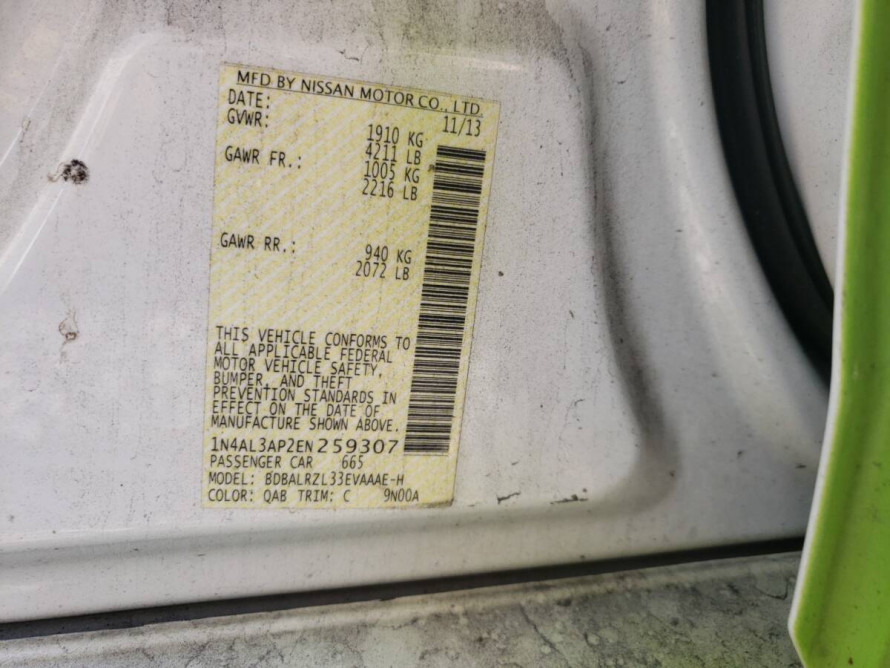 MFD BY NISSAN MOTOR CO., LTD
DATE: 11/13
GVWR: 1910 KG
4211 LB
GAWR FR.: 1005 KG
2216 LB
GAWR RR.: 940 KG
2072 LB
THIS VEHICLE CONFORMS TO
ALL APPLICABLE FEDERAL
MOTOR VEHICLE SAFETY,
BUMPER, AND THEFT
PREVENTION STANDARDS IN
EFFECT ON THE DATE OF
MANUFACTURE SHOWN ABOVE.
1N4AL3AP2EN259307
PASSENGER CAR 665
MODEL: BDBALRZL33EVAAAE-H
COLOR: QAB TRIM: C 9N00A